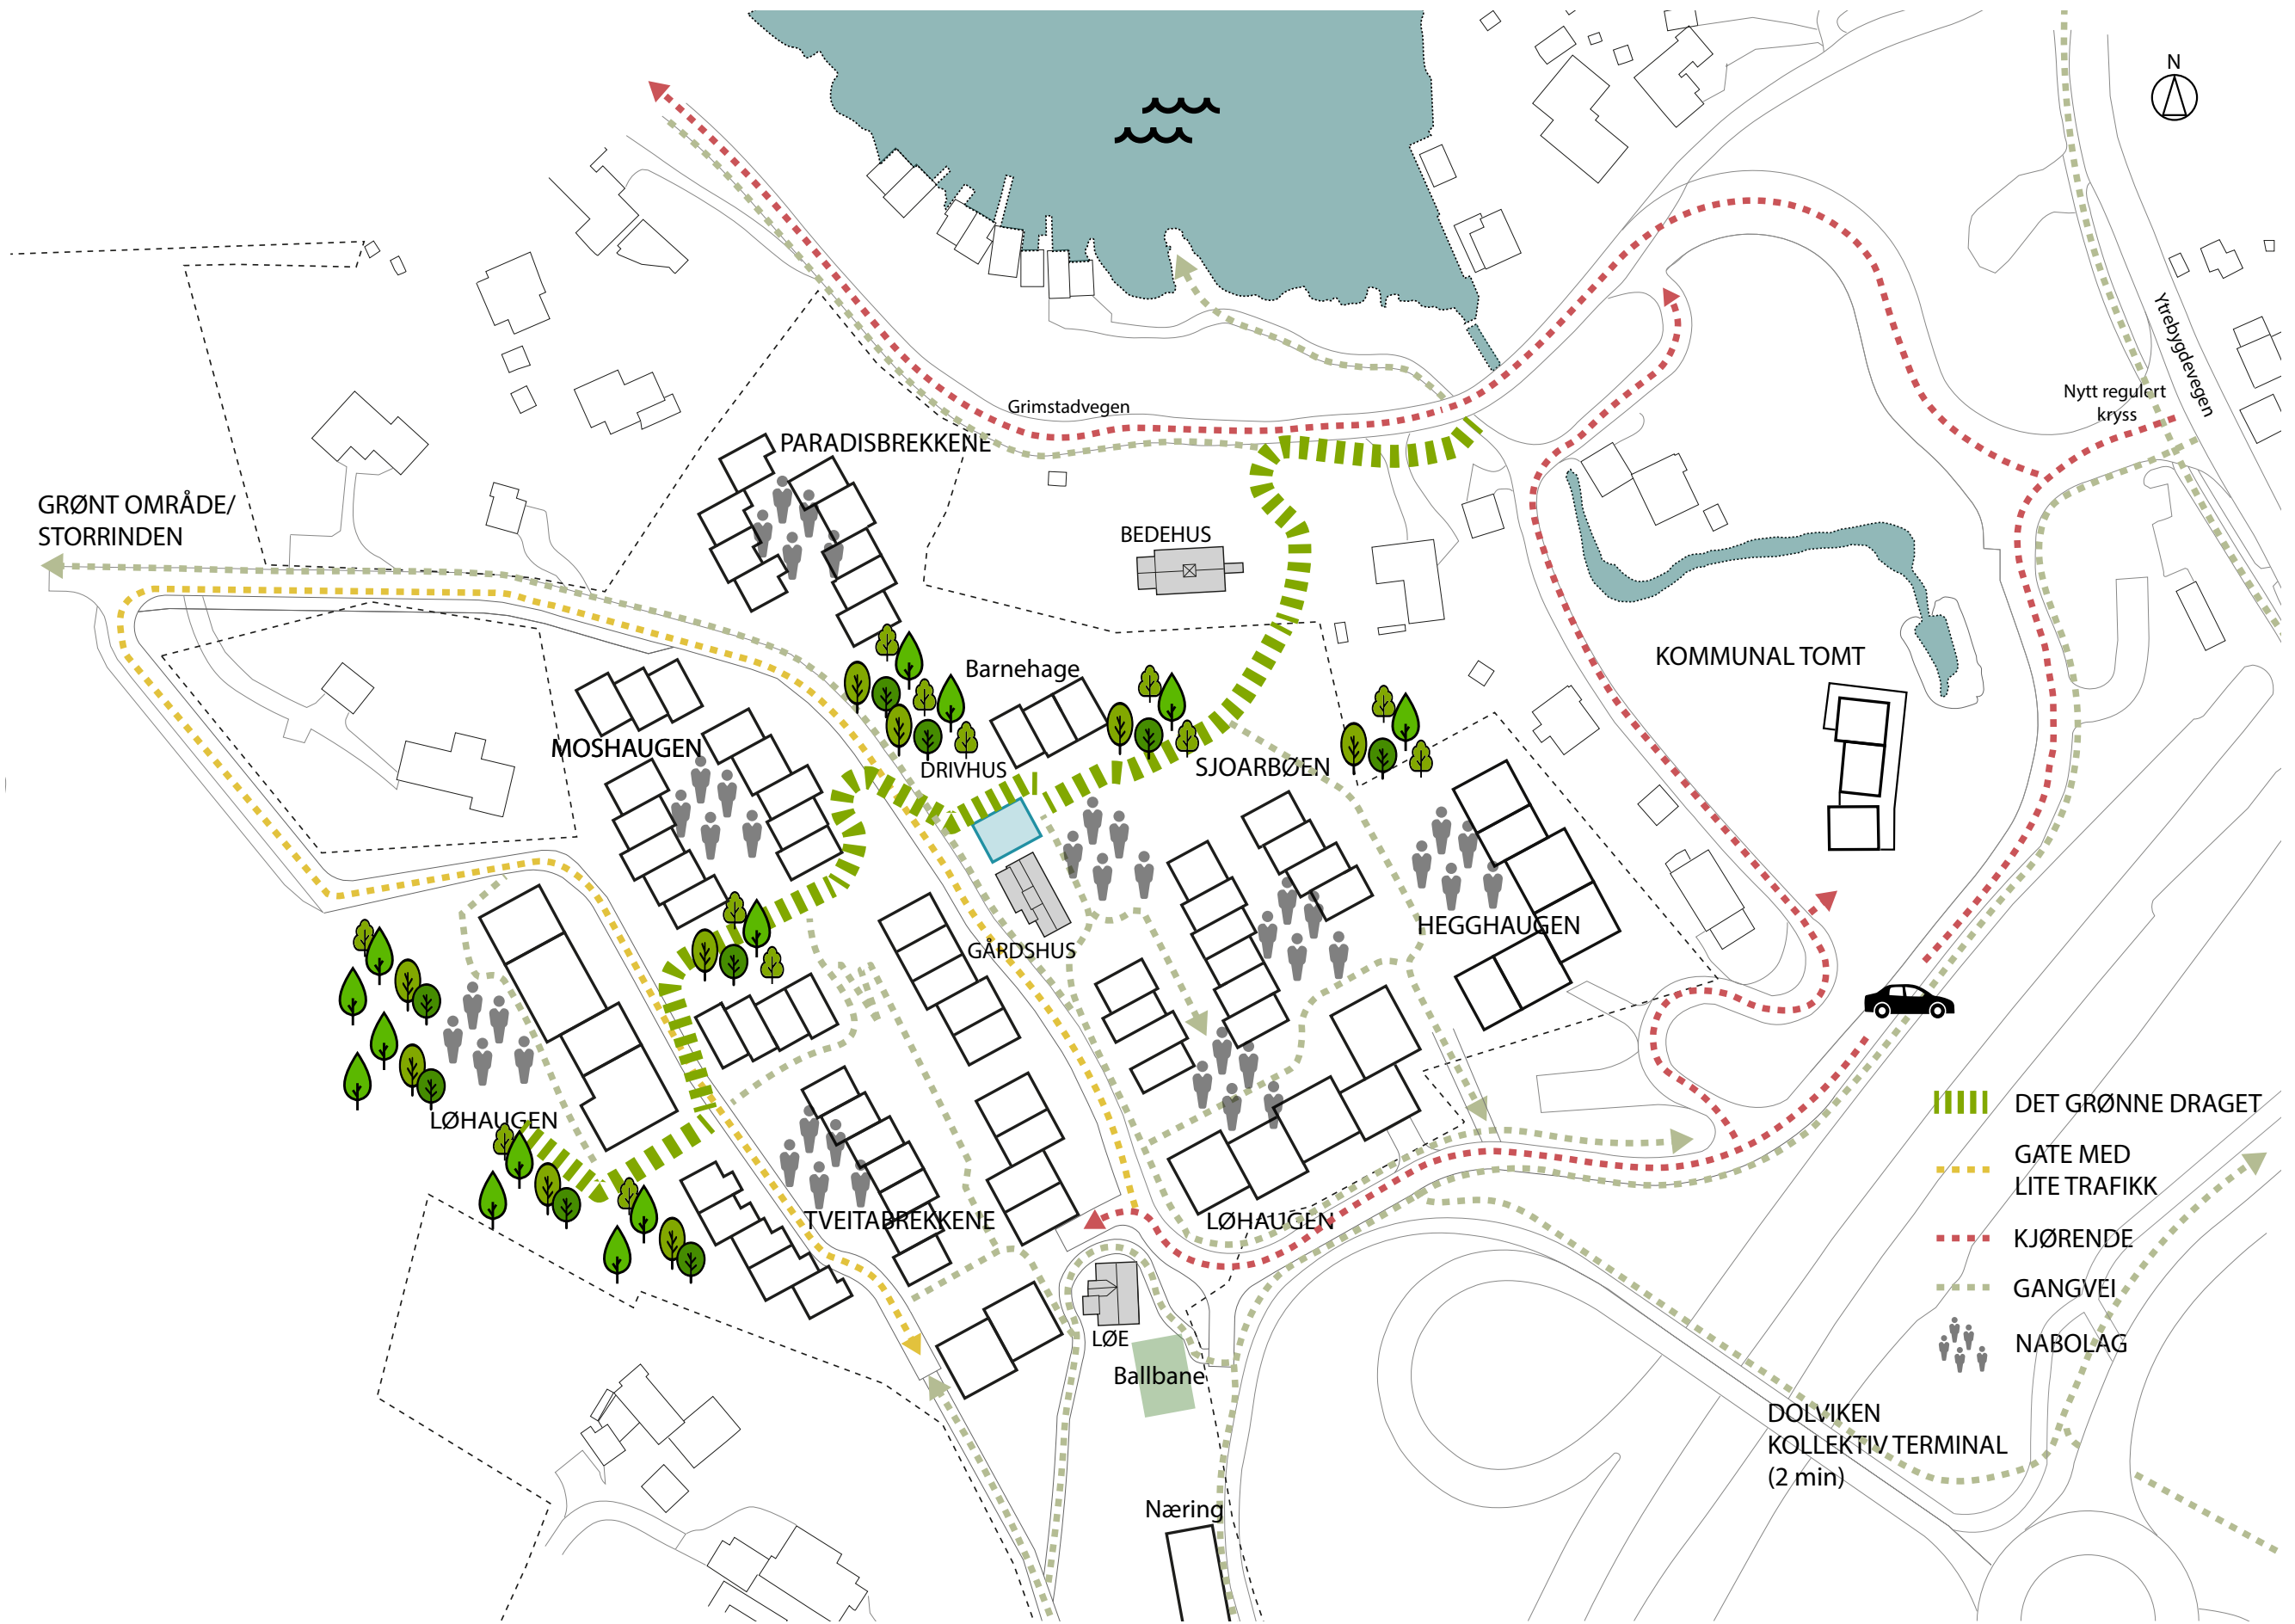 N
Ytrebygdevegen
Nytt regulert
kryss
Grimstadvegen
PARADISBREKKENE
GRØNT OMRÅDE/
STORRINDEN
BEDEHUS
KOMMUNAL TOMT
Barnehage
MOSHAUGEN
DRIVHUS
SJOARBØEN
HEGGHAUGEN
GÅRDSHUS
LØHAUGEN
TVEITABREKKENE
LØHAUGEN
LØE
Ballbane
Næring
DET GRØNNE DRAGET
GATE MED
LITE TRAFIKK
KJØRENDE
GANGVEI
NABOLAG
DOLVIKEN
KOLLEKTIV TERMINAL
(2 min)